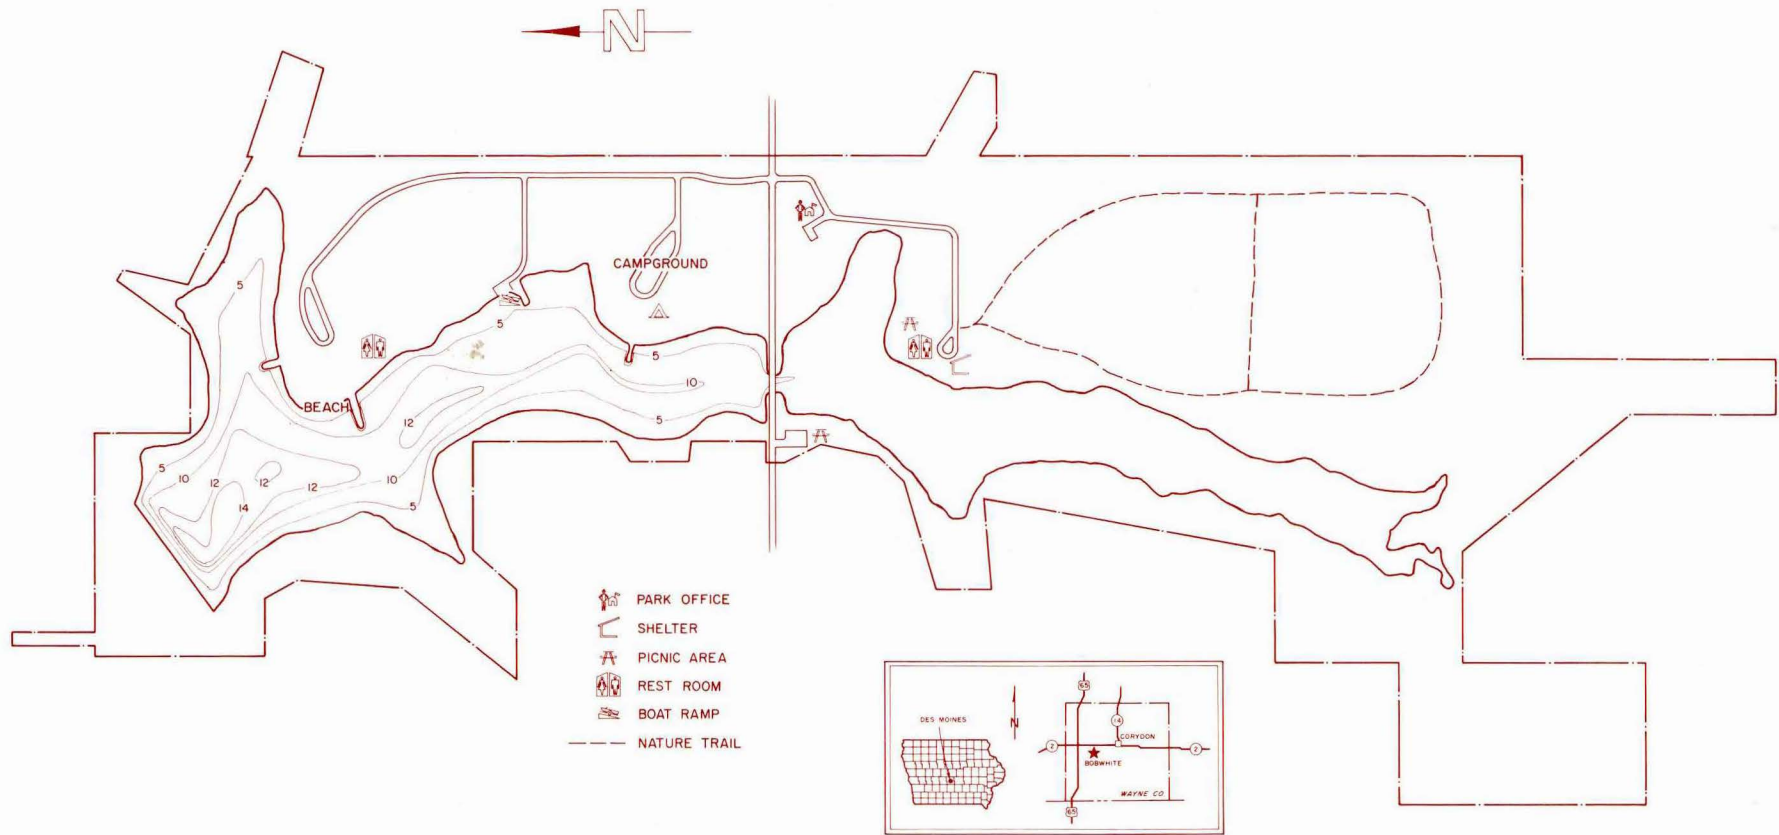 N
5
CAMPGROUND
5
5
10
BEACH
12
5
5
10
12
12
12
10
14
5
PARK OFFICE
SHELTER
PICNIC AREA
REST ROOM
BOAT RAMP
NATURE TRAIL
DES MOINES
N
65
14
CORYDON
2
2
BOBWHITE
WAYNE CO
65